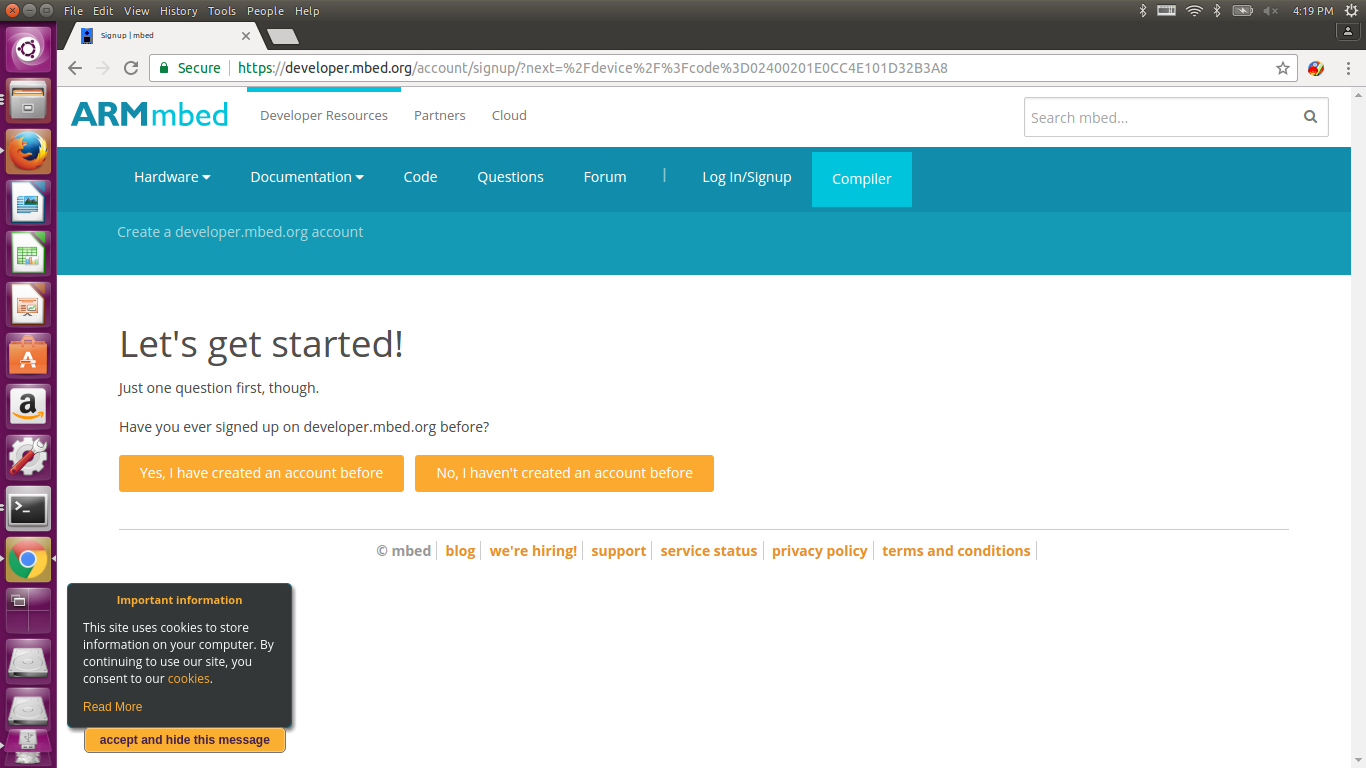 File Edit View History Tools People Help
4:19 PM
Signup | mbed
Secure https://developer.mbed.org/account/signup/?next=%2Fdevice%2F%3Fcode%3D02400201E0CC4E101D32B3A8
ARM mbed
Developer Resources Partners Cloud
Search mbed...
Hardware Documentation Code Questions Forum | Log In/Signup Compiler
Create a developer.mbed.org account
Let's get started!
Just one question first, though.
Have you ever signed up on developer.mbed.org before?
Yes, I have created an account before No, I haven't created an account before
© mbed blog we're hiring! support service status privacy policy terms and conditions
Important information
This site uses cookies to store
information on your computer. By
continuing to use our site, you
consent to our cookies.
Read More
accept and hide this message